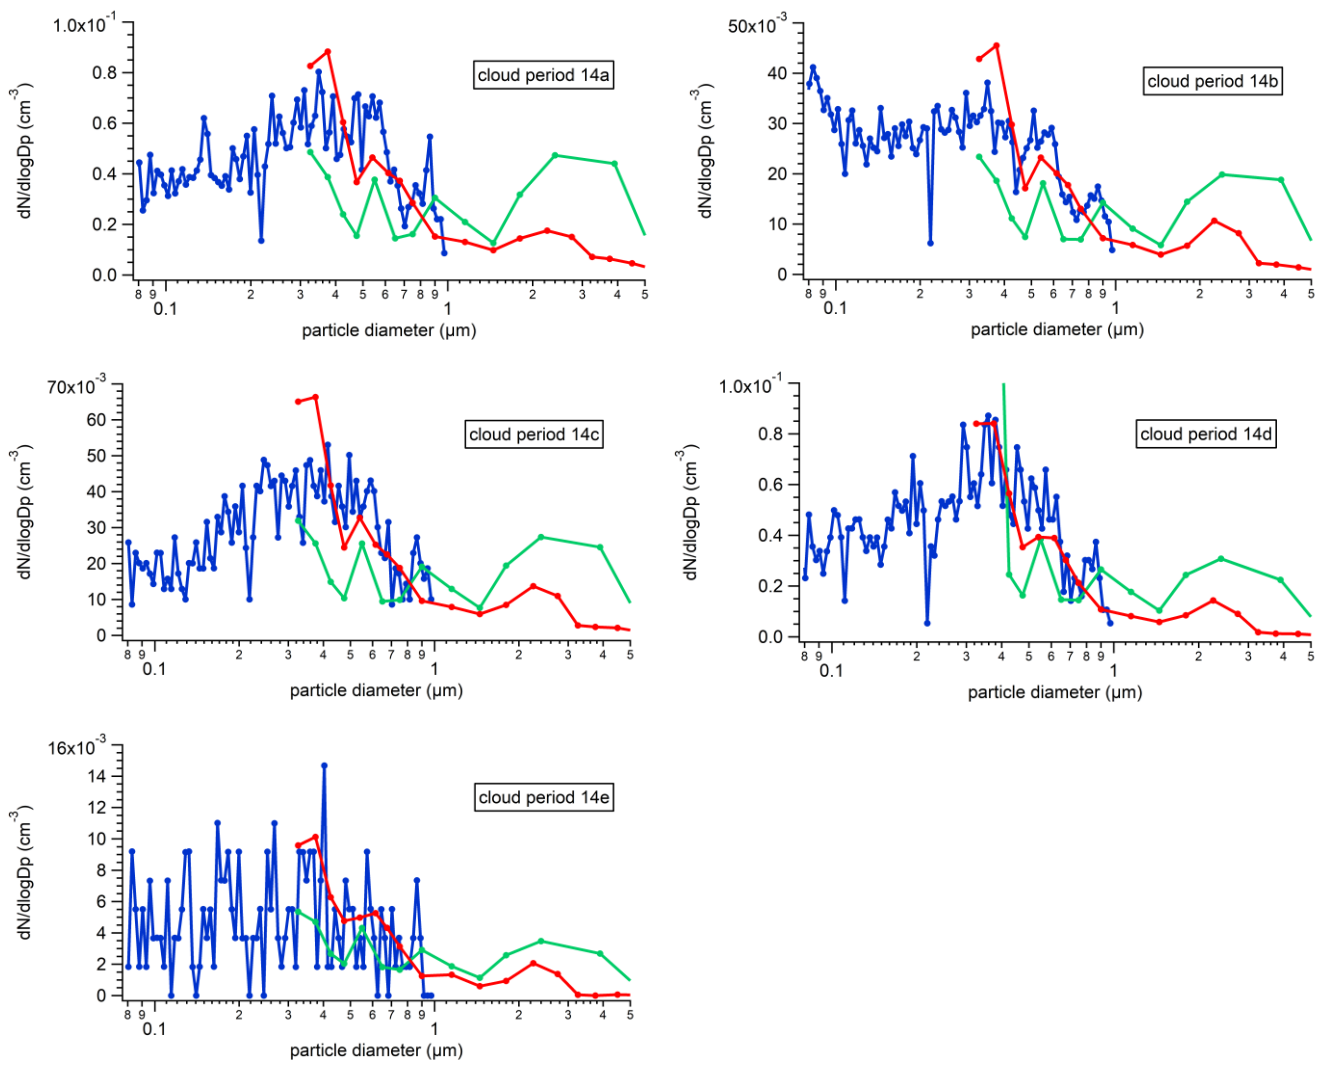 1.0x10⁻¹
0.8
0.6
0.4
0.2
0.0
dN/dlogDp (cm⁻³)
cloud period 14a
8 9 2 3 4 5 6 7 8 9 2 3 4 5
0.1 1
particle diameter (µm)
50x10⁻³
40
30
20
10
0
dN/dlogDp (cm⁻³)
cloud period 14b
8 9 2 3 4 5 6 7 8 9 2 3 4 5
0.1 1
particle diameter (µm)
70x10⁻³
60
50
40
30
20
10
0
dN/dlogDp (cm⁻³)
cloud period 14c
8 9 2 3 4 5 6 7 8 9 2 3 4 5
0.1 1
particle diameter (µm)
1.0x10⁻¹
0.8
0.6
0.4
0.2
0.0
dN/dlogDp (cm⁻³)
cloud period 14d
8 9 2 3 4 5 6 7 8 9 2 3 4 5
0.1 1
particle diameter (µm)
16x10⁻³
14
12
10
8
6
4
2
0
dN/dlogDp (cm⁻³)
cloud period 14e
8 9 2 3 4 5 6 7 8 9 2 3 4 5
0.1 1
particle diameter (µm)